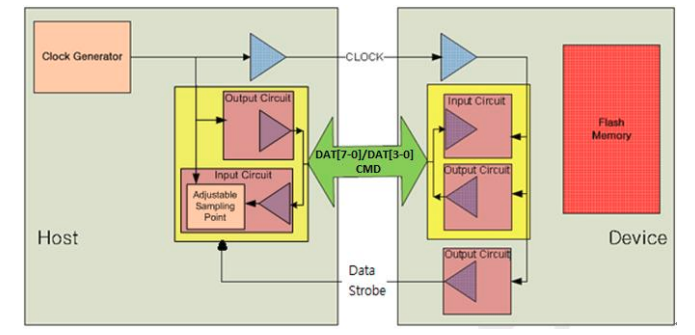 Clock Generator
CLOCK
Output Circuit
Input Circuit
Adjustable
Sampling
Point
Host
DAT[7-0]/DAT[3-0]
CMD
Data
Strobe
Input Circuit
Output Circuit
Output Circuit
Flash
Memory
Device